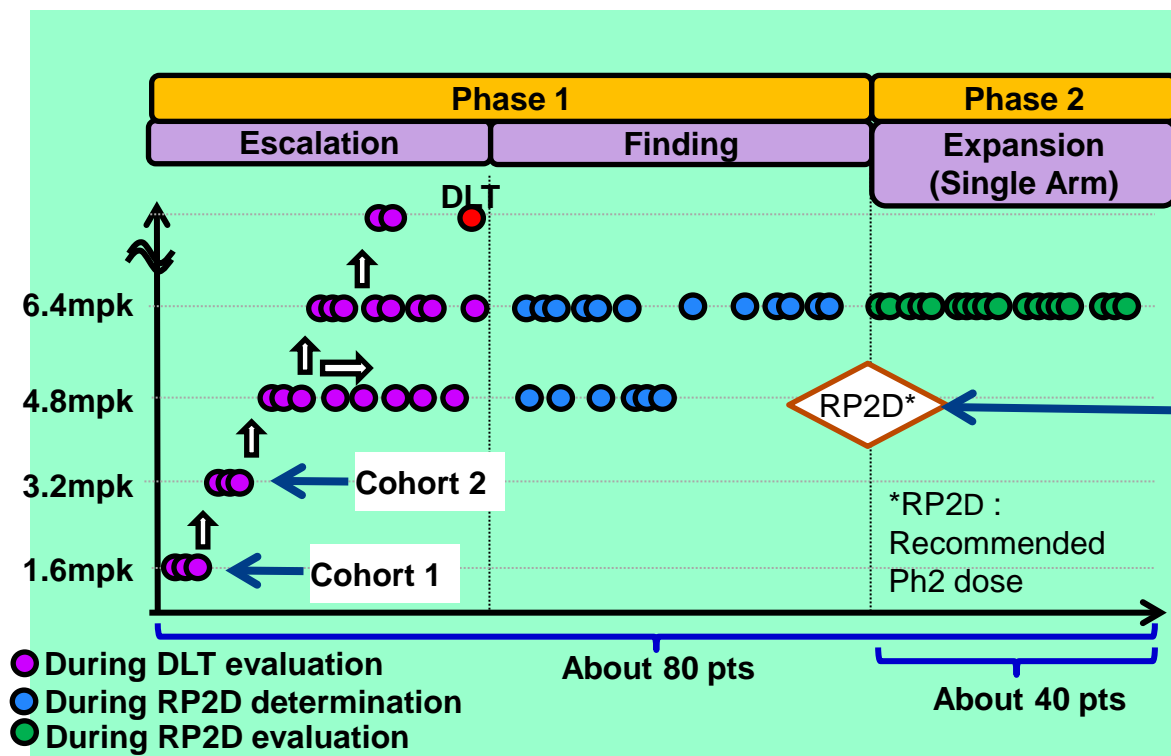 Phase 1
Phase 2
Escalation
Finding
Expansion
(Single Arm)
DLT
6.4mpk
4.8mpk
RP2D*
3.2mpk
Cohort 2
*RP2D :
Recommended
Ph2 dose
1.6mpk
Cohort 1
During DLT evaluation
About 80 pts
During RP2D determination
About 40 pts
During RP2D evaluation